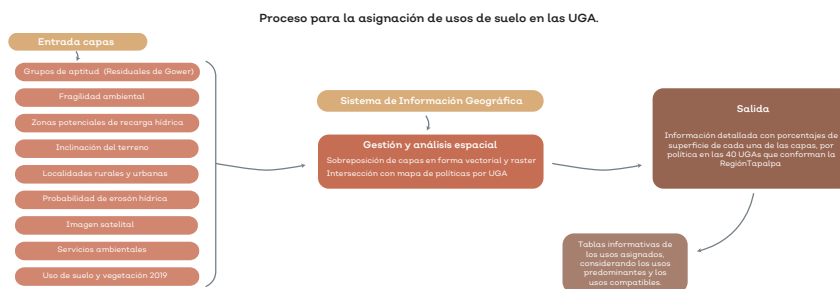 Proceso para la asignación de usos de suelo en las UGA.
Entrada capas
Grupos de aptitud (Residuales de Gower)
Fragilidad ambiental
Zonas potenciales de recarga hídrica
Inclinación del terreno
Localidades rurales y urbanas
Probabilidad de erosón hídrica
Imagen satelital
Servicios ambientales
Uso de suelo y vegetación 2019
Sistema de Información Geográfica
Gestión y análisis espacial
Sobreposición de capas en forma vectorial y raster
Intersección con mapa de políticas por UGA
Salida
Información detallada con porcentajes de
superficie de cada una de las capas, por
política en las 40 UGAs que conforman la
RegiónTapalpa
Tablas informativas de
los usos asignados,
considerando los usos
predominantes y los
usos compatibles.